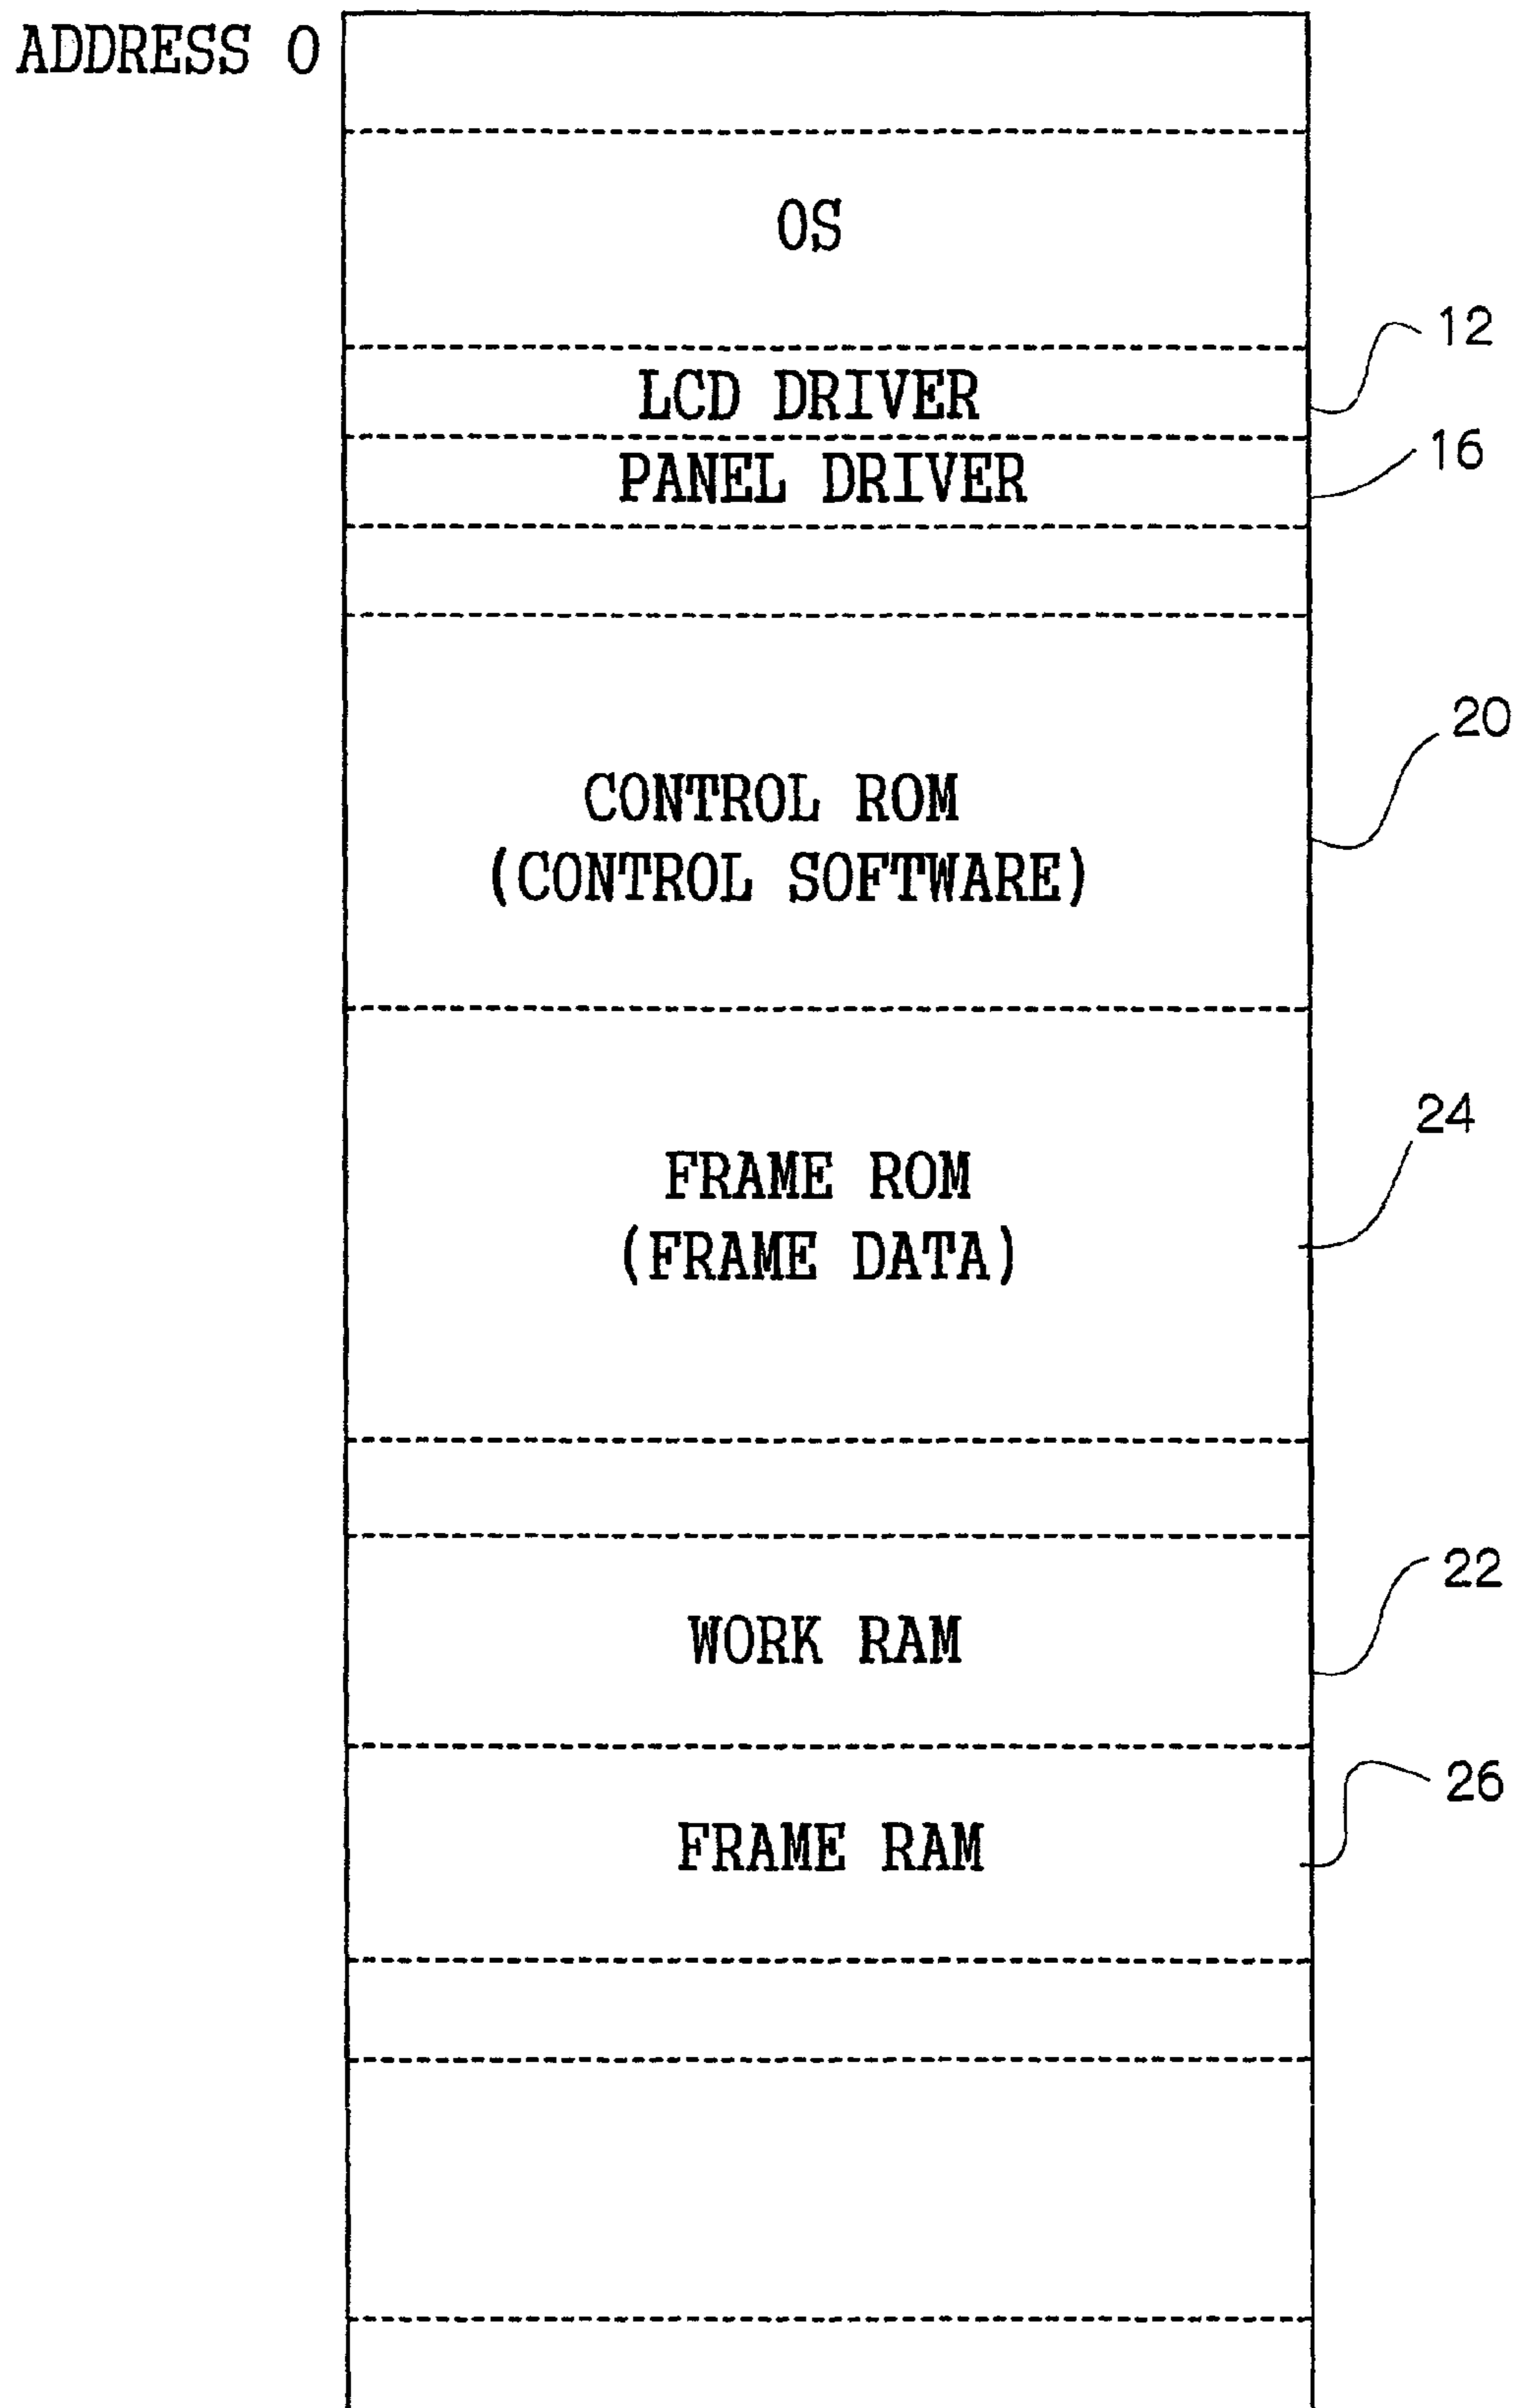 ADDRESS 0
OS
12
LCD DRIVER
16
PANEL DRIVER
20
CONTROL ROM
(CONTROL SOFTWARE)
24
FRAME ROM
(FRAME DATA)
22
WORK RAM
26
FRAME RAM